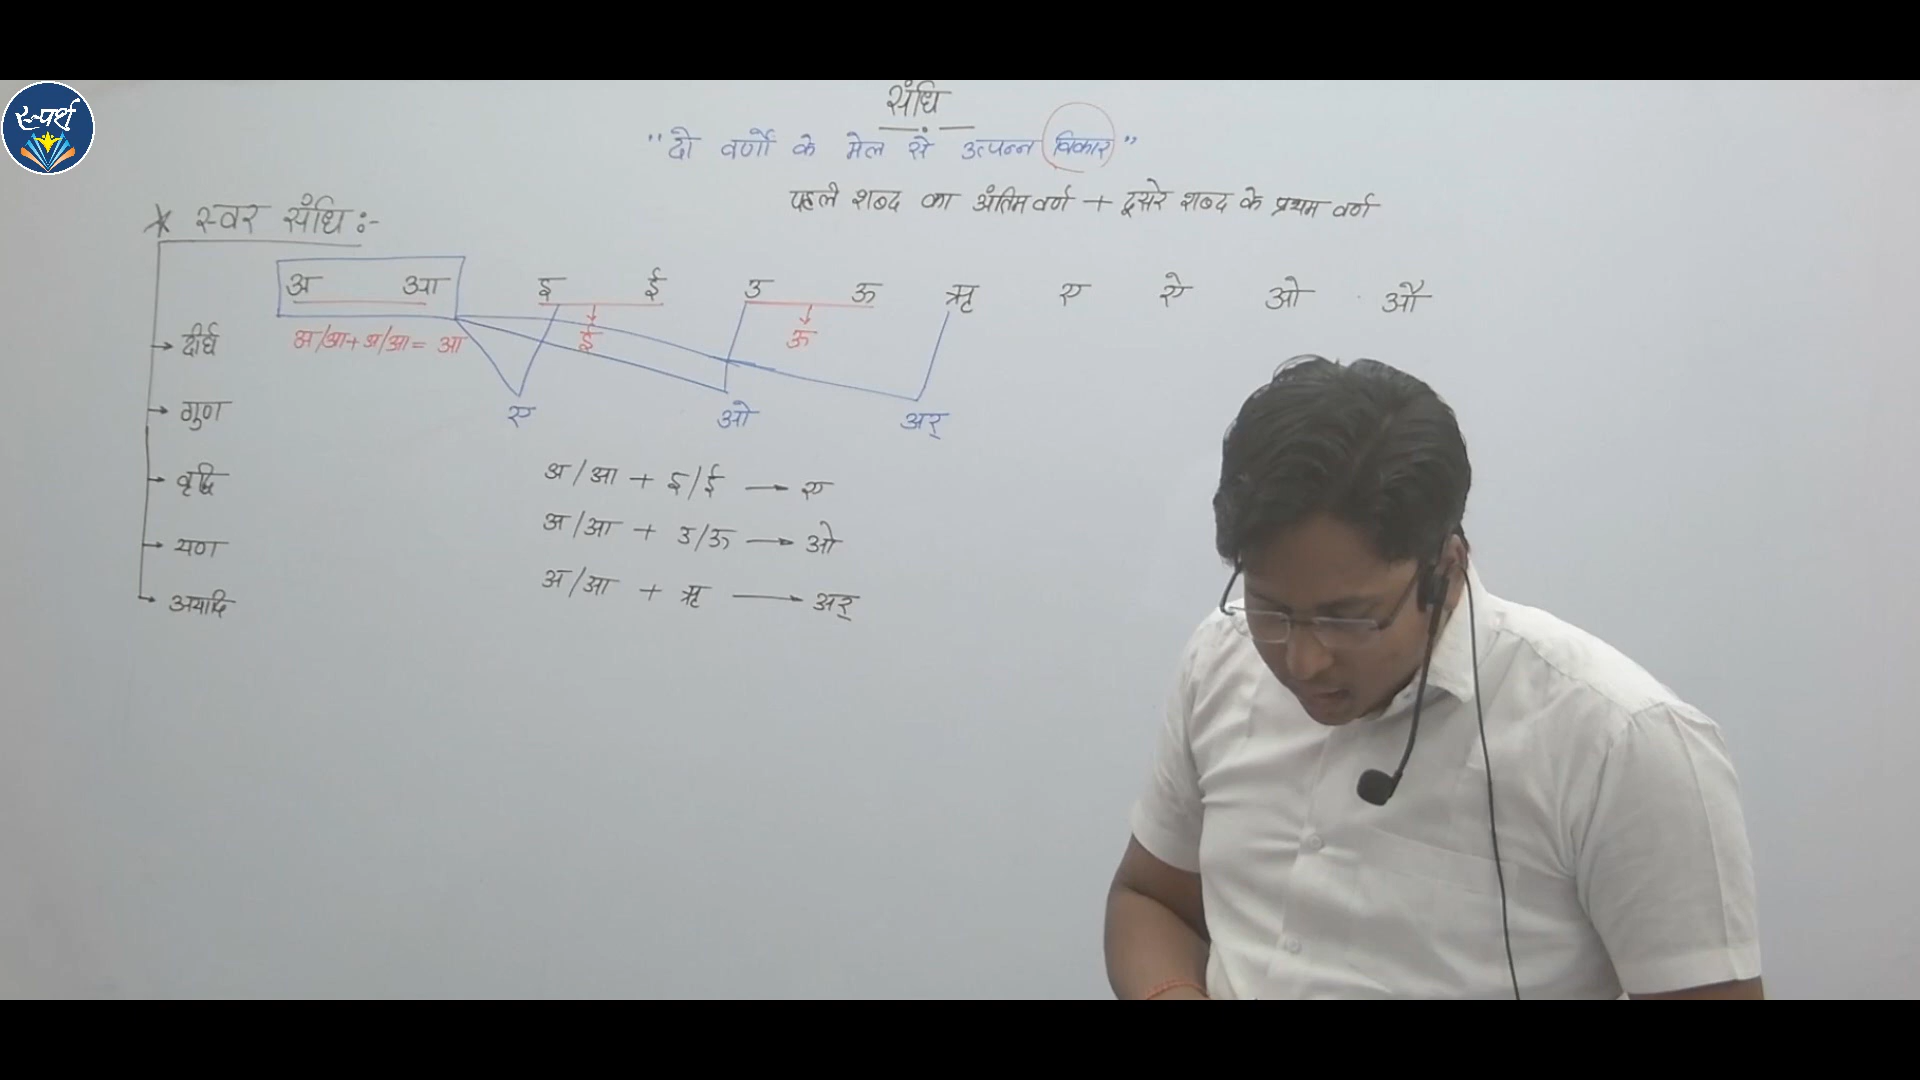 स्पर्श
संधि
"दो वर्णो के मेल से उत्पन्न विकार"
पहले शब्द का अंतिम वर्ण + दूसरे शब्द के प्रथम वर्ण
* स्वर संधि :-
अ आ इ ई उ ऊ ऋ ए ऐ ओ औ
→ दीर्घ अ/आ + अ/आ = आ ई ऊ
→ गुण ए ओ अर्
→ वृद्धि अ/आ + इ/ई → ए
अ/आ + उ/ऊ → ओ
→ यण
अ/आ + ऋ → अर्
→ अयादि